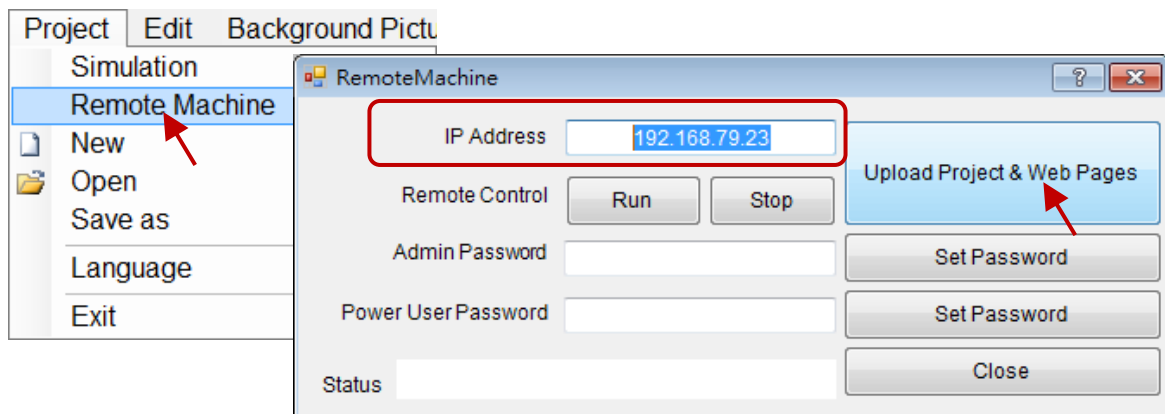 Project Edit Background Pictu
Simulation
Remote Machine
New
Open
Save as
Language
Exit
RemoteMachine
IP Address 192.168.79.23
Upload Project & Web Pages
Remote Control Run Stop
Admin Password Set Password
Power User Password Set Password
Close
Status